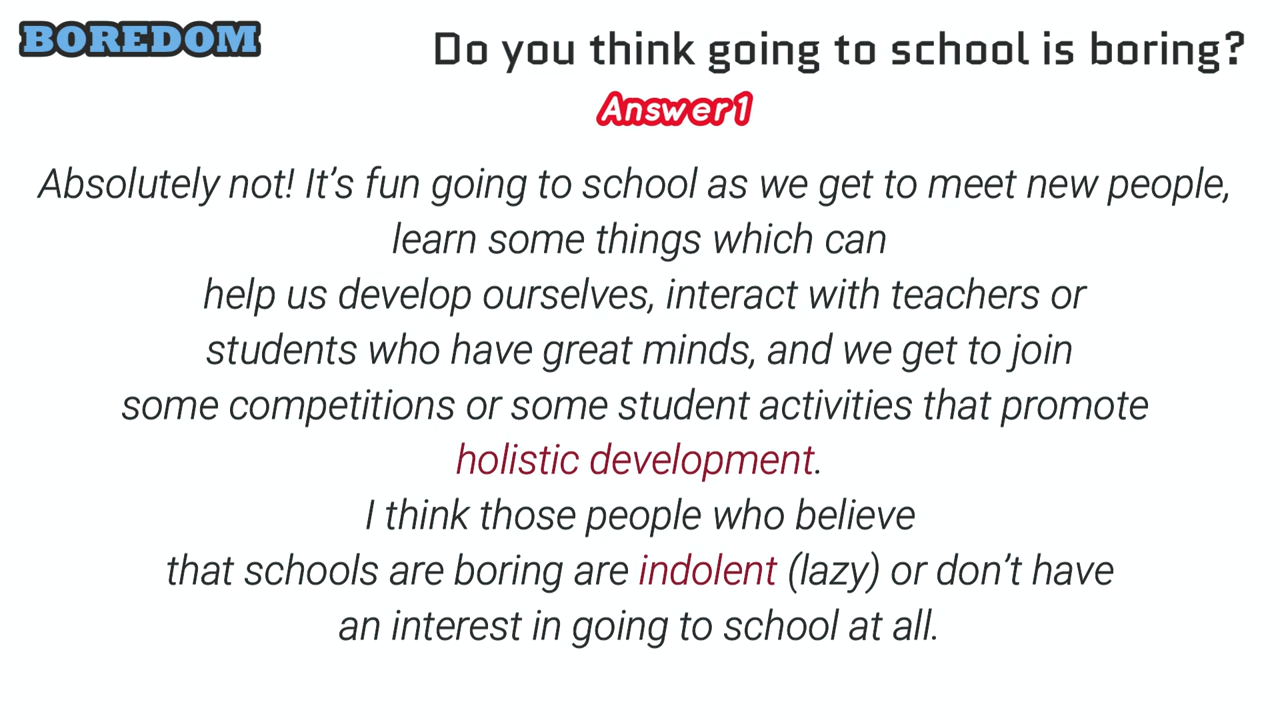 BOREDOM
Do you think going to school is boring?
Answer 1
Absolutely not! It’s fun going to school as we get to meet new people,
learn some things which can
help us develop ourselves, interact with teachers or
students who have great minds, and we get to join
some competitions or some student activities that promote
holistic development.
I think those people who believe
that schools are boring are indolent (lazy) or don’t have
an interest in going to school at all.